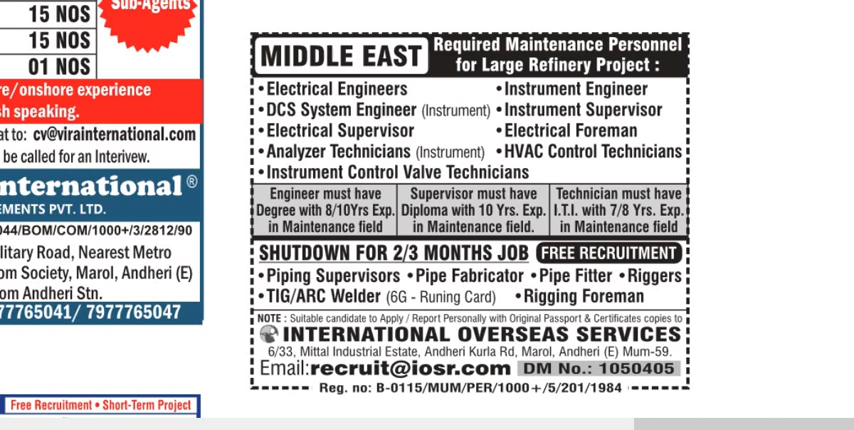 Sub-Agents
15 NOS
15 NOS
01 NOS
re/onshore experience
sh speaking.
at to: cv@virainternational.com
be called for an Interivew.
nternational ®
EMENTS PVT. LTD.
044/BOM/COM/1000+/3/2812/90
litary Road, Nearest Metro
om Society, Marol, Andheri (E)
om Andheri Stn.
77765041/ 7977765047
Free Recruitment • Short-Term Project
MIDDLE EAST
Required Maintenance Personnel
for Large Refinery Project :
• Electrical Engineers • Instrument Engineer
• DCS System Engineer (Instrument) • Instrument Supervisor
• Electrical Supervisor • Electrical Foreman
• Analyzer Technicians (Instrument) • HVAC Control Technicians
• Instrument Control Valve Technicians
Engineer must have
Degree with 8/10Yrs Exp.
in Maintenance field
Supervisor must have
Diploma with 10 Yrs. Exp.
in Maintenance field.
Technician must have
I.T.I. with 7/8 Yrs. Exp.
in Maintenance field
SHUTDOWN FOR 2/3 MONTHS JOB FREE RECRUITMENT
• Piping Supervisors • Pipe Fabricator • Pipe Fitter • Riggers
• TIG/ARC Welder (6G - Runing Card) • Rigging Foreman
NOTE : Suitable candidate to Apply / Report Personally with Original Passport & Certificates copies to
INTERNATIONAL OVERSEAS SERVICES
6/33, Mittal Industrial Estate, Andheri Kurla Rd, Marol, Andheri (E) Mum-59.
Email:recruit@iosr.com DM No.: 1050405
Reg. no: B-0115/MUM/PER/1000+/5/201/1984